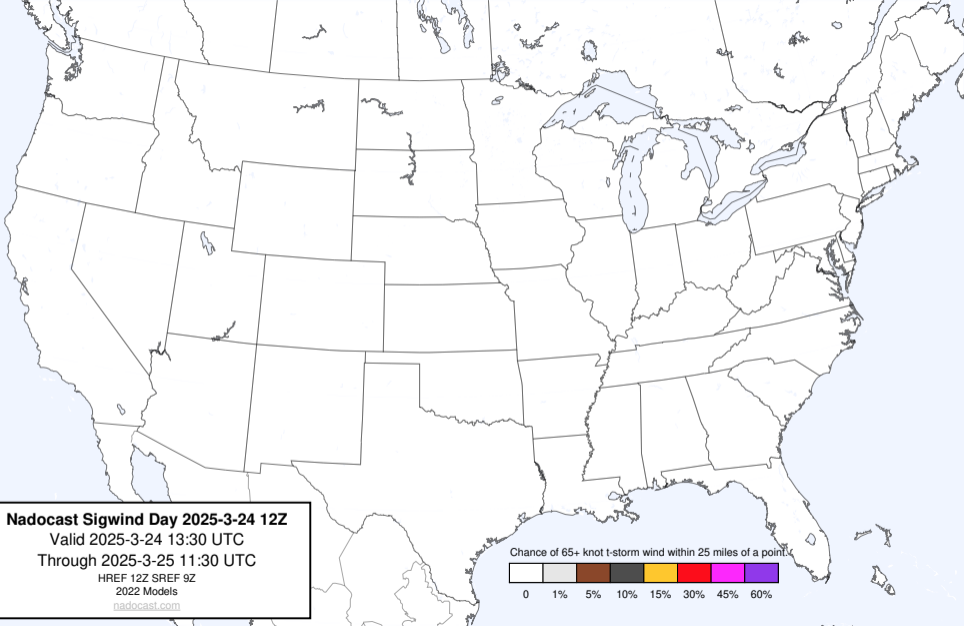 Nadocast Sigwind Day 2025-3-24 12Z
Valid 2025-3-24 13:30 UTC
Through 2025-3-25 11:30 UTC
HREF 12Z SREF 9Z
2022 Models
nadocast.com
Chance of 65+ knot t-storm wind within 25 miles of a point.
0 1% 5% 10% 15% 30% 45% 60%